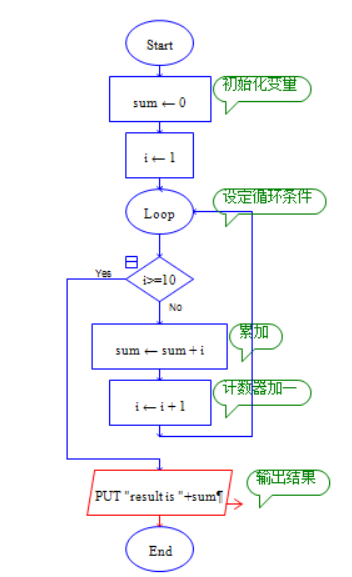 Start
初始化变量
sum ← 0
i ← 1
设定循环条件
Loop
Yes
i>=10
No
累加
sum ← sum + i
计数器加一
i ← i + 1
输出结果
PUT "result is "+sum¶
End